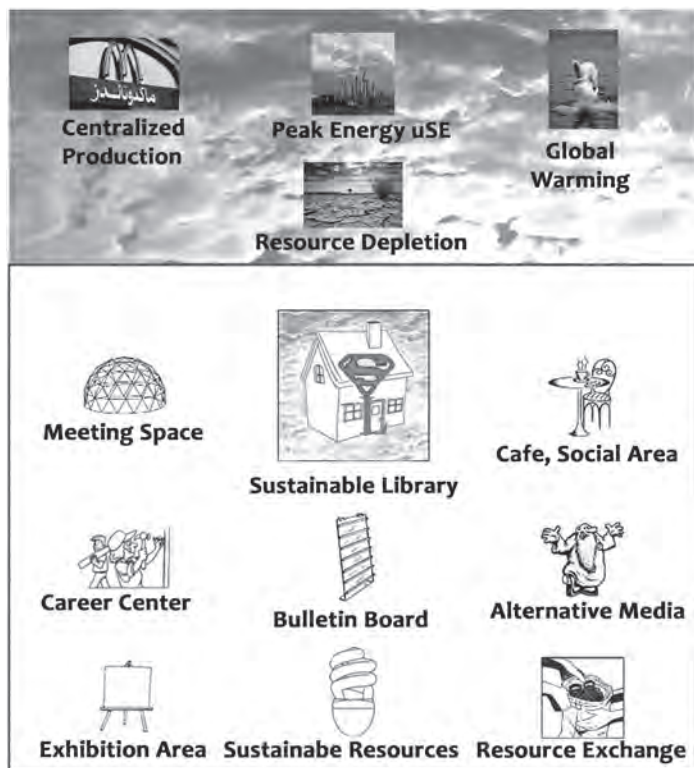 ماكدونالدز
Centralized
Production
Peak Energy uSE
Global
Warming
Resource Depletion
S
Meeting Space
Sustainable Library
Cafe, Social Area
Career Center
Bulletin Board
Alternative Media
Exhibition Area
Sustainabe Resources
Resource Exchange